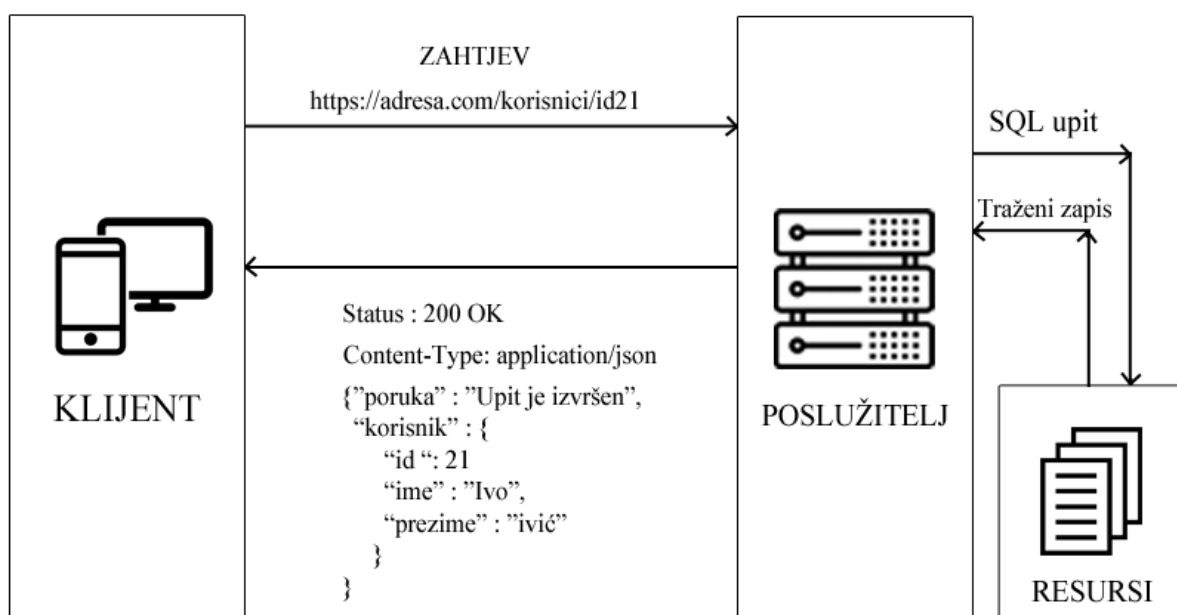 ZAHTJEV
https://adresa.com/korisnici/id21
SQL upit
Traženi zapis
Status : 200 OK
Content-Type: application/json
{”poruka” : ”Upit je izvršen”,
“korisnik” : {
“id “: 21
“ime” : ”Ivo”,
“prezime” : ”ivić”
}
}
KLIJENT
POSLUŽITELJ
RESURSI